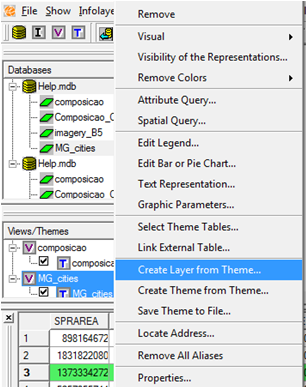 File Show Infolaye
I V T
Databases
Help.mdb
composicao
Composicao_C
imagery_B5
MG_cities
Help.mdb
composicao
Composicao_C
Views/Themes
V composicao
T composica
V MG_cities
T MG_cities
SPRAREA
1 898164672
2 1831822080
3 1373334272
Remove
Visual
Visibility of the Representations...
Remove Colors
Attribute Query...
Spatial Query...
Edit Legend...
Edit Bar or Pie Chart...
Text Representation...
Graphic Parameters...
Select Theme Tables...
Link External Table...
Create Layer from Theme...
Create Theme from Theme...
Save Theme to File...
Locate Address...
Remove All Aliases
Properties...